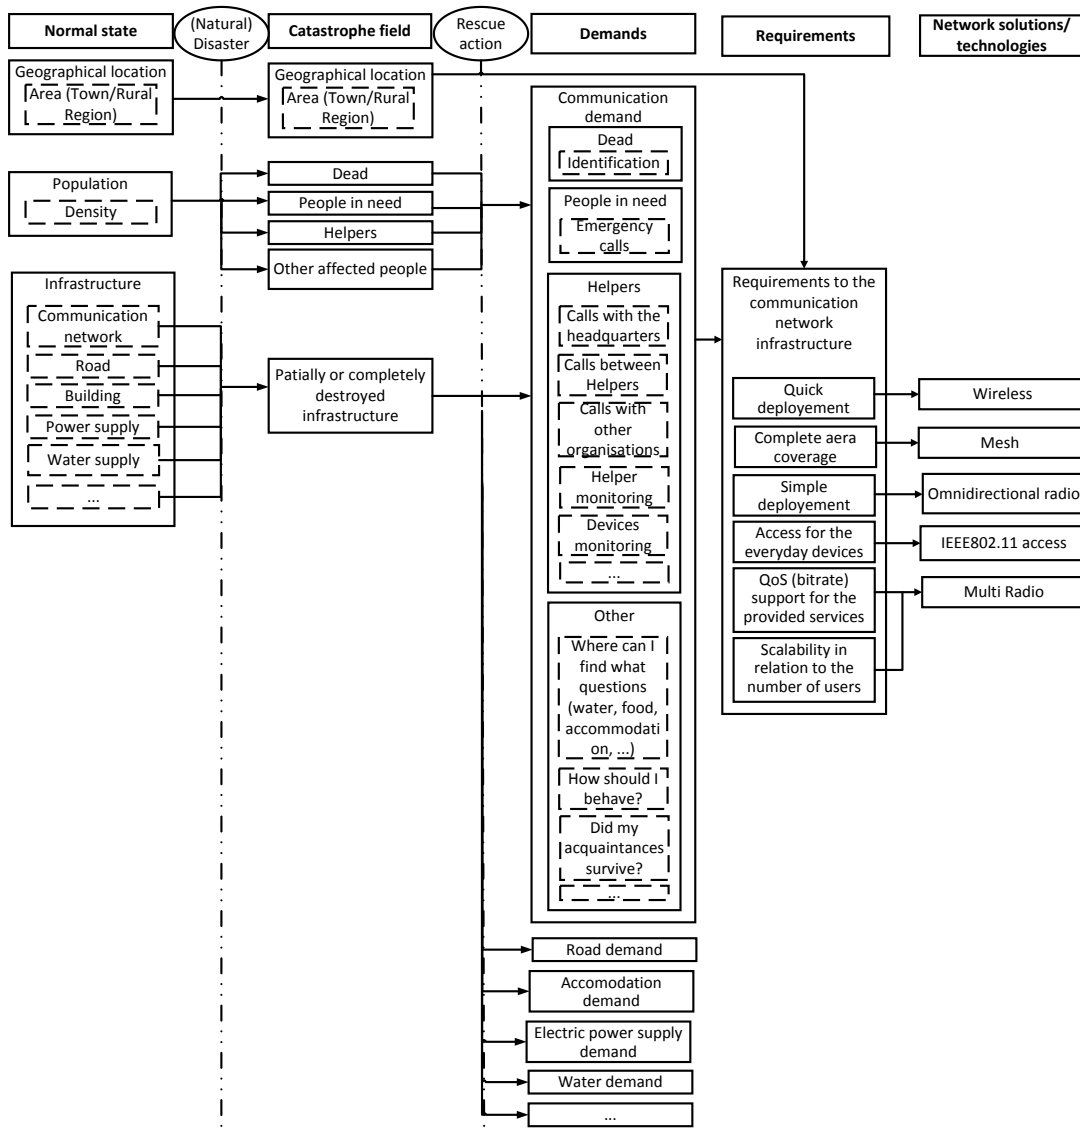 Normal state
(Natural)
Disaster
Catastrophe field
Rescue
action
Demands
Requirements
Network solutions/
technologies
Geographical location
Area (Town/Rural
Region)
Geographical location
Area (Town/Rural
Region)
Population
Density
Dead
People in need
Helpers
Other affected people
Infrastructure
Communication
network
Road
Building
Power supply
Water supply
...
Patially or completely
destroyed
infrastructure
Communication
demand
Dead
Identification
People in need
Emergency
calls
Helpers
Calls with the
headquarters
Calls between
Helpers
Calls with
other
organisations
Helper
monitoring
Devices
monitoring
...
Other
Where can I
find what
questions
(water, food,
accommodati
on, ...)
How should I
behave?
Did my
acquaintances
survive?
...
Road demand
Accomodation
demand
Electric power supply
demand
Water demand
...
Requirements to the
communication
network
infrastructure
Quick
deployement
Complete aera
coverage
Simple
deployement
Access for the
everyday devices
QoS (bitrate)
support for the
provided services
Scalability in
relation to the
number of users
Wireless
Mesh
Omnidirectional radio
IEEE802.11 access
Multi Radio